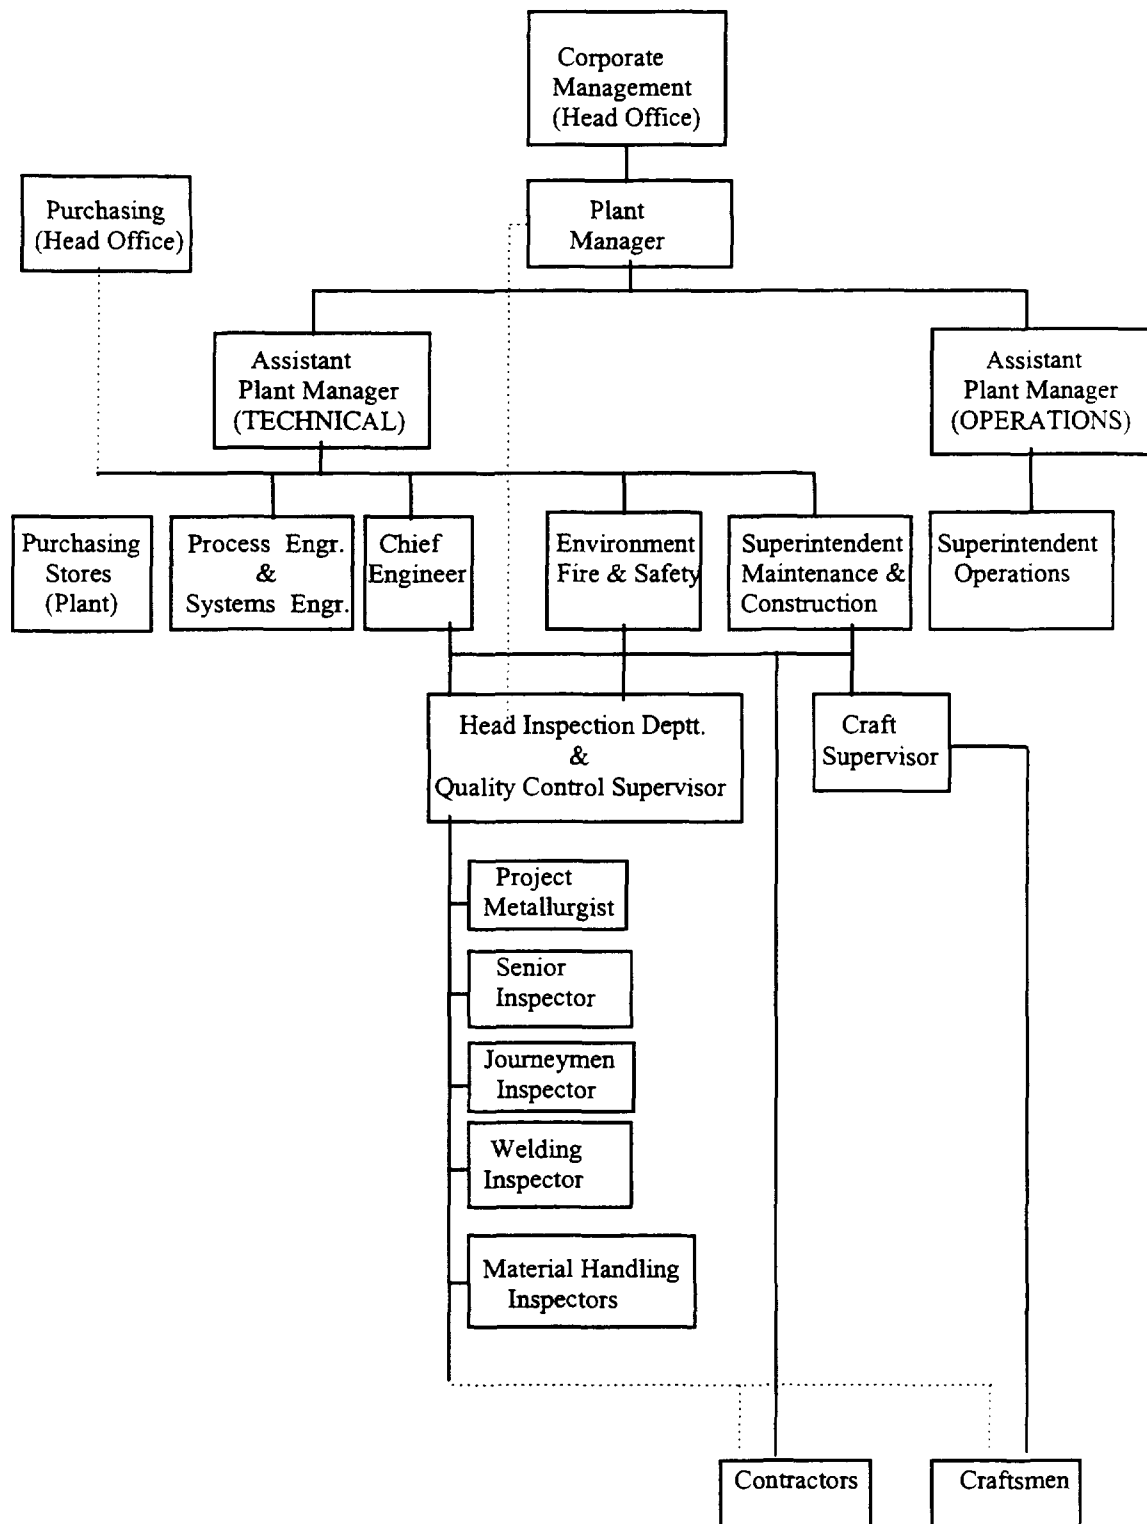 Corporate
Management
(Head Office)
Purchasing
(Head Office)
Plant
Manager
Assistant
Plant Manager
(TECHNICAL)
Assistant
Plant Manager
(OPERATIONS)
Purchasing
Stores
(Plant)
Process Engr.
&
Systems Engr.
Chief
Engineer
Environment
Fire & Safety
Superintendent
Maintenance &
Construction
Superintendent
Operations
Head Inspection Deptt.
&
Quality Control Supervisor
Craft
Supervisor
Project
Metallurgist
Senior
Inspector
Journeymen
Inspector
Welding
Inspector
Material Handling
Inspectors
Contractors
Craftsmen